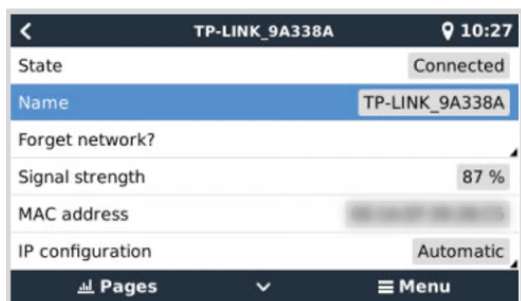 TP-LINK_9A338A 10:27
State Connected
Name TP-LINK_9A338A
Forget network?
Signal strength 87 %
MAC address
IP configuration Automatic
Pages Menu